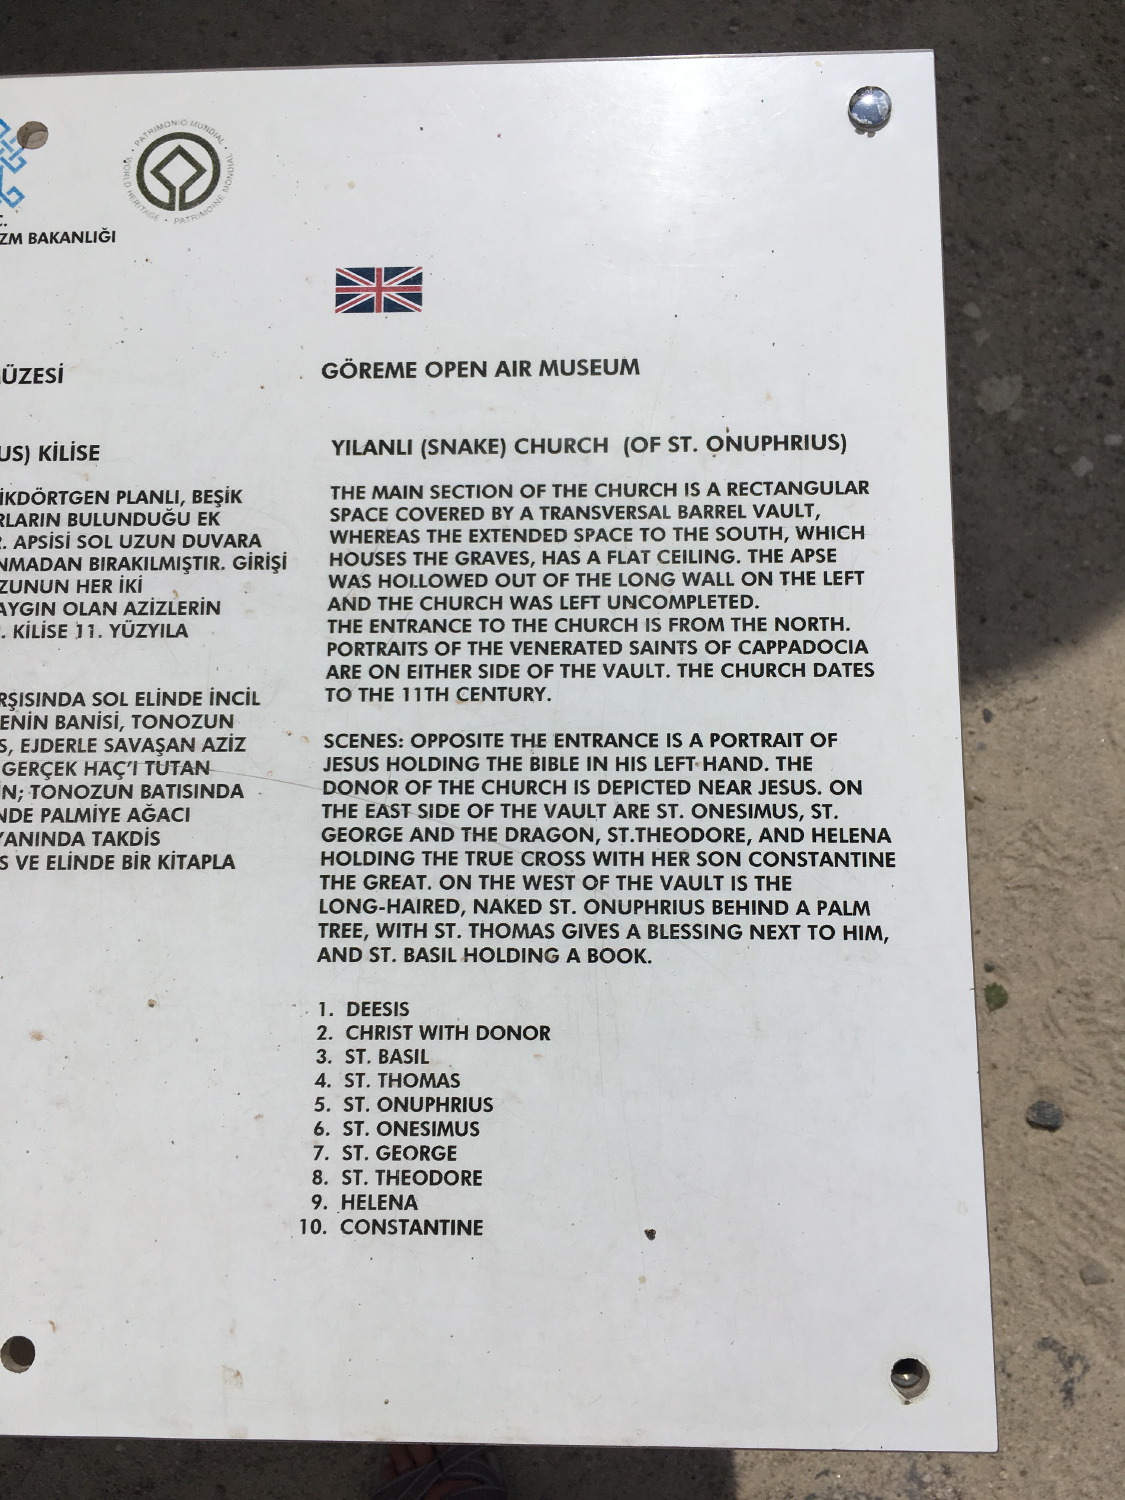 PATRIMONIO MUNDIAL • WORLD HERITAGE • PATRIMOINE MONDIAL
ZM BAKANLIĞI
GÖREME OPEN AIR MUSEUM
YILANLI (SNAKE) CHURCH (OF ST. ONUPHRIUS)
THE MAIN SECTION OF THE CHURCH IS A RECTANGULAR
SPACE COVERED BY A TRANSVERSAL BARREL VAULT,
WHEREAS THE EXTENDED SPACE TO THE SOUTH, WHICH
HOUSES THE GRAVES, HAS A FLAT CEILING. THE APSE
WAS HOLLOWED OUT OF THE LONG WALL ON THE LEFT
AND THE CHURCH WAS LEFT UNCOMPLETED.
THE ENTRANCE TO THE CHURCH IS FROM THE NORTH.
PORTRAITS OF THE VENERATED SAINTS OF CAPPADOCIA
ARE ON EITHER SIDE OF THE VAULT. THE CHURCH DATES
TO THE 11TH CENTURY.
SCENES: OPPOSITE THE ENTRANCE IS A PORTRAIT OF
JESUS HOLDING THE BIBLE IN HIS LEFT HAND. THE
DONOR OF THE CHURCH IS DEPICTED NEAR JESUS. ON
THE EAST SIDE OF THE VAULT ARE ST. ONESIMUS, ST.
GEORGE AND THE DRAGON, ST.THEODORE, AND HELENA
HOLDING THE TRUE CROSS WITH HER SON CONSTANTINE
THE GREAT. ON THE WEST OF THE VAULT IS THE
LONG-HAIRED, NAKED ST. ONUPHRIUS BEHIND A PALM
TREE, WITH ST. THOMAS GIVES A BLESSING NEXT TO HIM,
AND ST. BASIL HOLDING A BOOK.
1. DEESIS
2. CHRIST WITH DONOR
3. ST. BASIL
4. ST. THOMAS
5. ST. ONUPHRIUS
6. ST. ONESIMUS
7. ST. GEORGE
8. ST. THEODORE
9. HELENA
10. CONSTANTINE
ÜZESİ
US) KİLİSE
İKDÖRTGEN PLANLI, BEŞİK
RLARIN BULUNDUĞU EK
. APSİSİ SOL UZUN DUVARA
NMADAN BIRAKILMIŞTIR. GİRİŞİ
ZUNUN HER İKİ
AYGIN OLAN AZİZLERİN
. KİLİSE 11. YÜZYILA
RŞISINDA SOL ELİNDE İNCİL
ENİN BANİSİ, TONOZUN
S, EJDERLE SAVAŞAN AZİZ
GERÇEK HAÇ'I TUTAN
İN; TONOZUN BATISINDA
NDE PALMİYE AĞACI
YANINDA TAKDİS
S VE ELİNDE BİR KİTAPLA